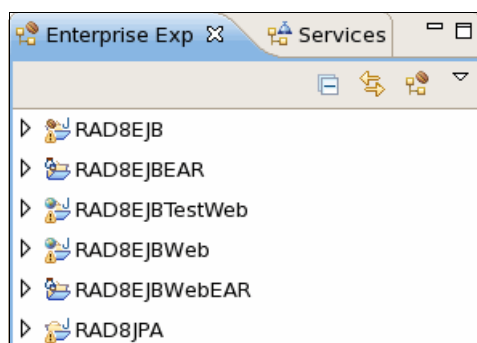 Enterprise Exp Services
RAD8EJB
RAD8EJBEAR
RAD8EJBTestWeb
RAD8EJBWeb
RAD8EJBWebEAR
RAD8JPA